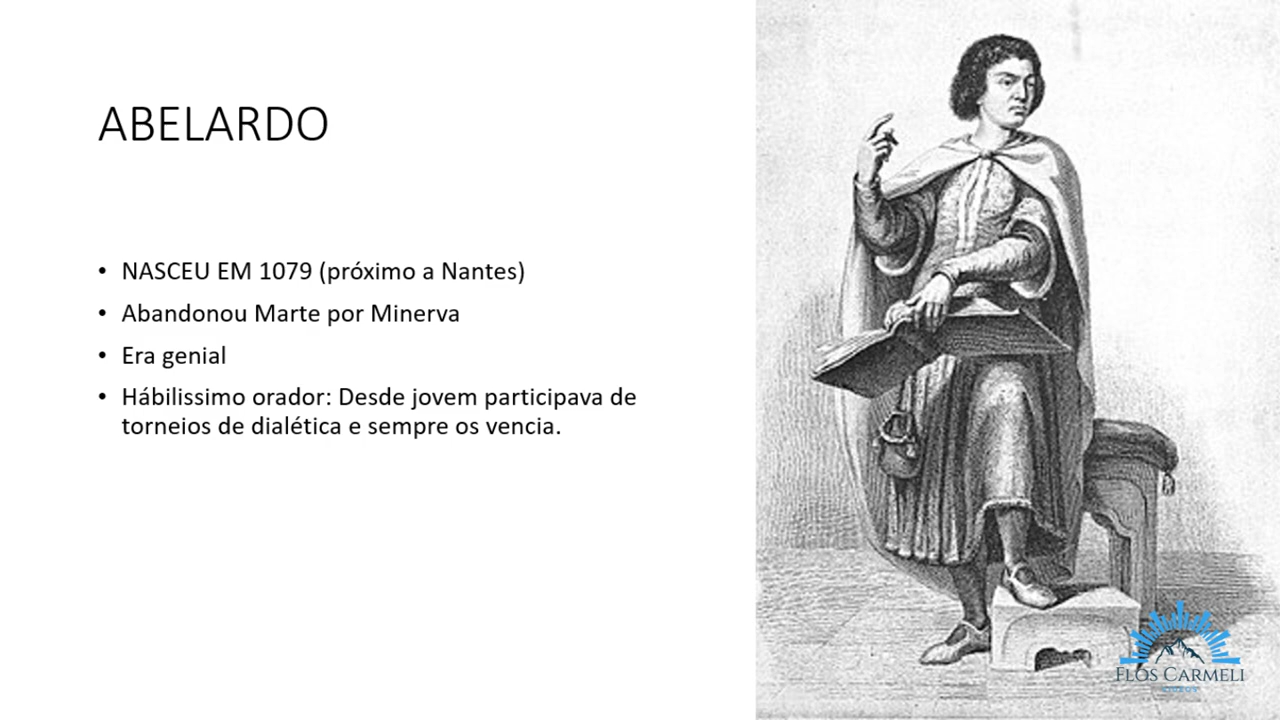 ABELARDO
• NASCEU EM 1079 (próximo a Nantes)
• Abandonou Marte por Minerva
• Era genial
• Hábilissimo orador: Desde jovem participava de
torneios de dialética e sempre os vencia.
FLOS CARMELI